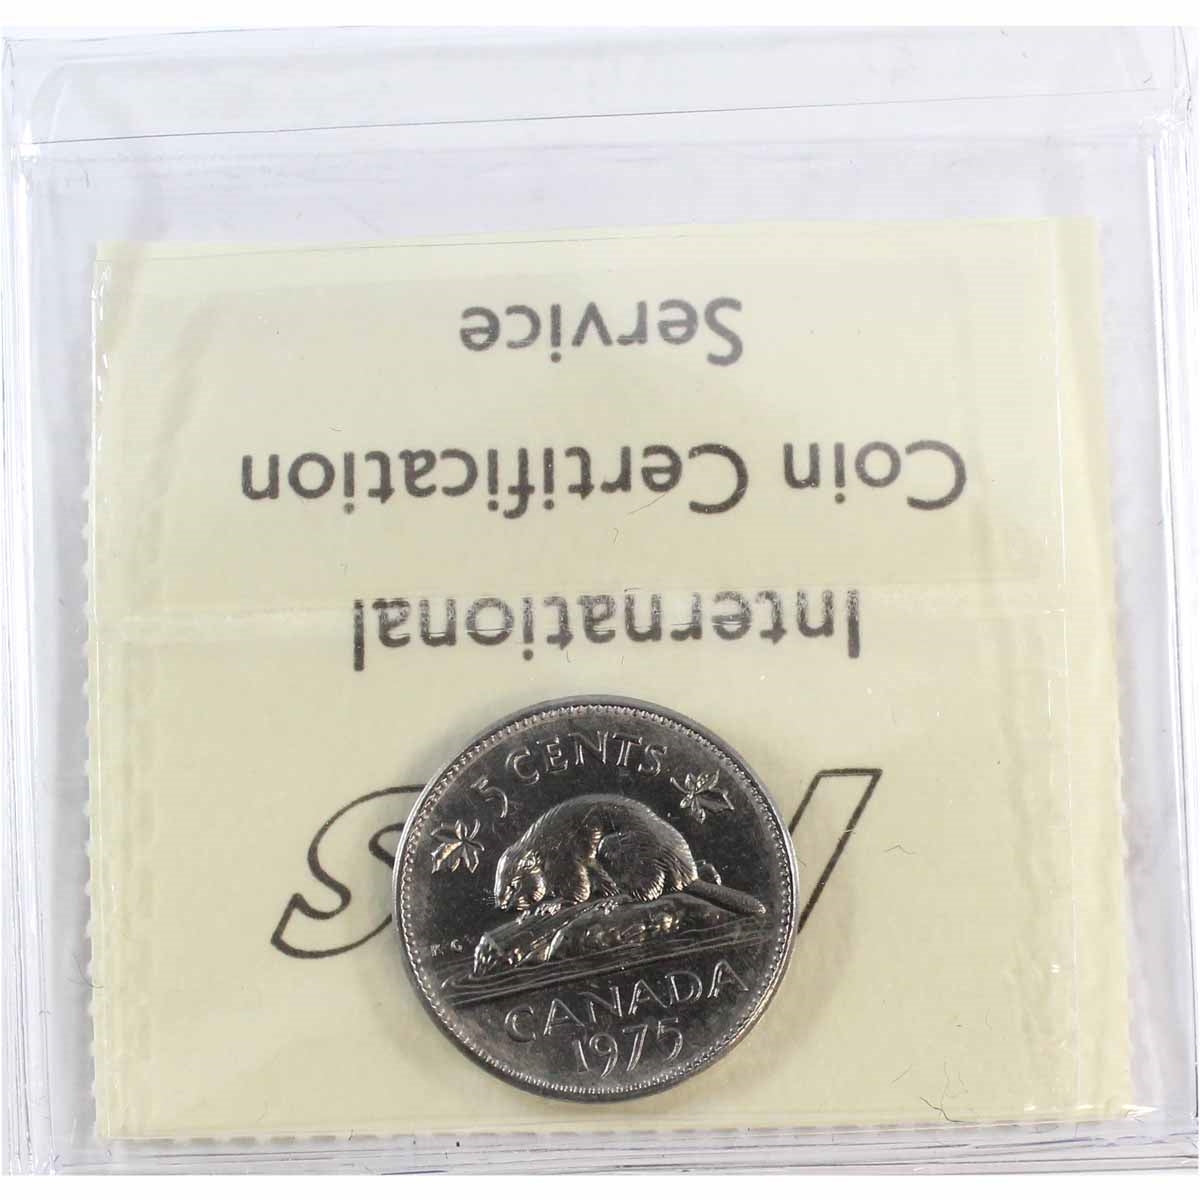 International
Coin Certification
Service
5 CENTS
K G
CANADA
1975